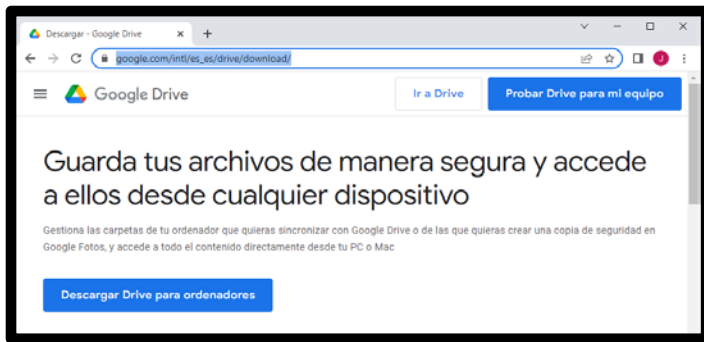 Descargar - Google Drive
google.com/intl/es_es/drive/download/
J
Google Drive
Ir a Drive
Probar Drive para mi equipo
Guarda tus archivos de manera segura y accede
a ellos desde cualquier dispositivo
Gestiona las carpetas de tu ordenador que quieras sincronizar con Google Drive o de las que quieras crear una copia de seguridad en
Google Fotos, y accede a todo el contenido directamente desde tu PC o Mac
Descargar Drive para ordenadores